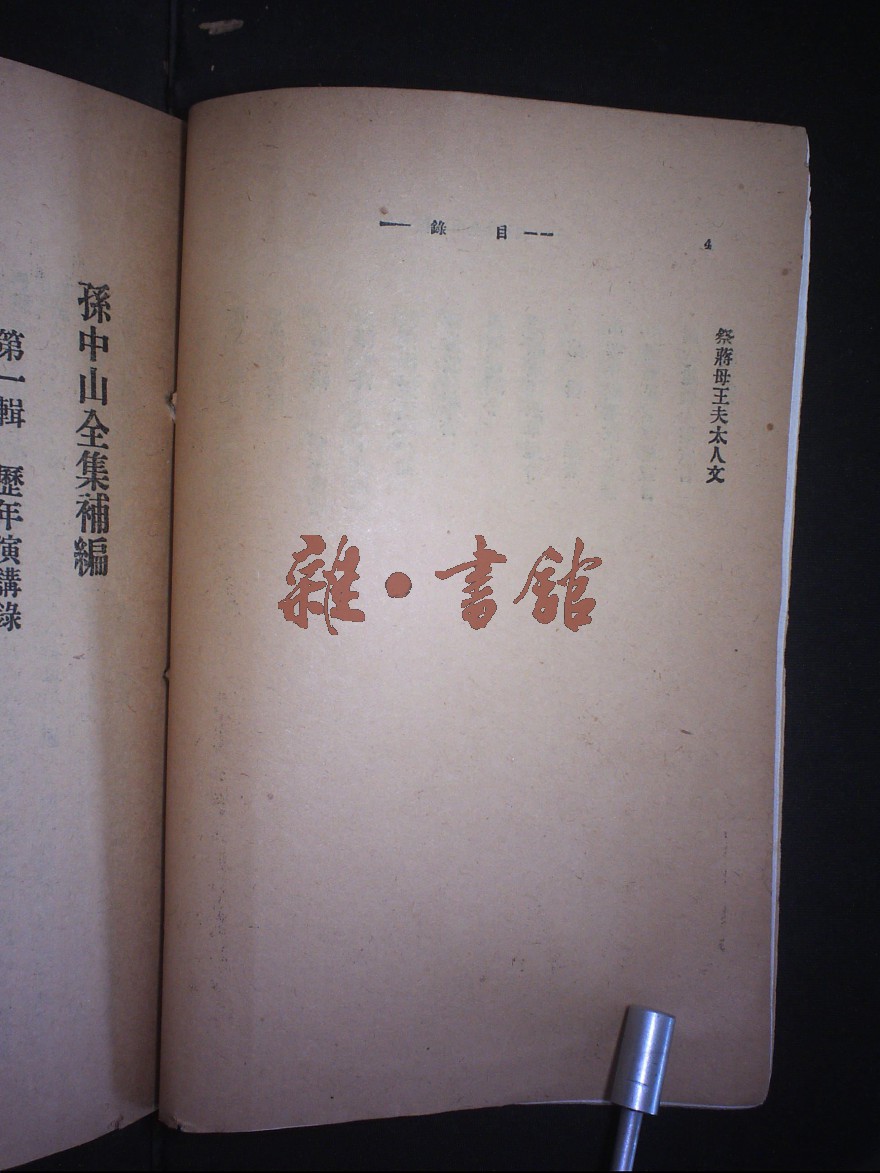 4
—— 目 錄 ——
祭蔣母王夫太人文
孫中山全集補編
第一輯 歷年演講錄
雜·書館